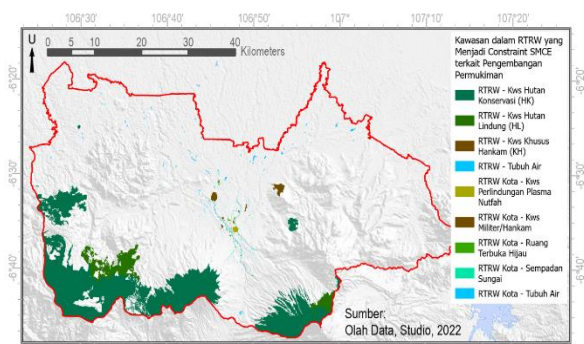 106°30' 106°40' 106°50' 107° 107°10' 107°20'
U
0 5 10 20 30 40
Kilometers
-6°20' -6°20'
-6°30' -6°30'
-6°40' -6°40'
Kawasan dalam RTRW yang
Menjadi Constraint SMCE
terkait Pengembangan
Permukiman
RTRW - Kws Hutan
Konservasi (HK)
RTRW - Kws Hutan
Lindung (HL)
RTRW - Kws Khusus
Hankam (KH)
RTRW - Tubuh Air
RTRW Kota - Kws
Perlindungan Plasma
Nutfah
RTRW Kota - Kws
Militer/Hankam
RTRW Kota - Ruang
Terbuka Hijau
RTRW Kota - Sempadan
Sungai
RTRW Kota - Tubuh Air
Sumber:
Olah Data, Studio, 2022